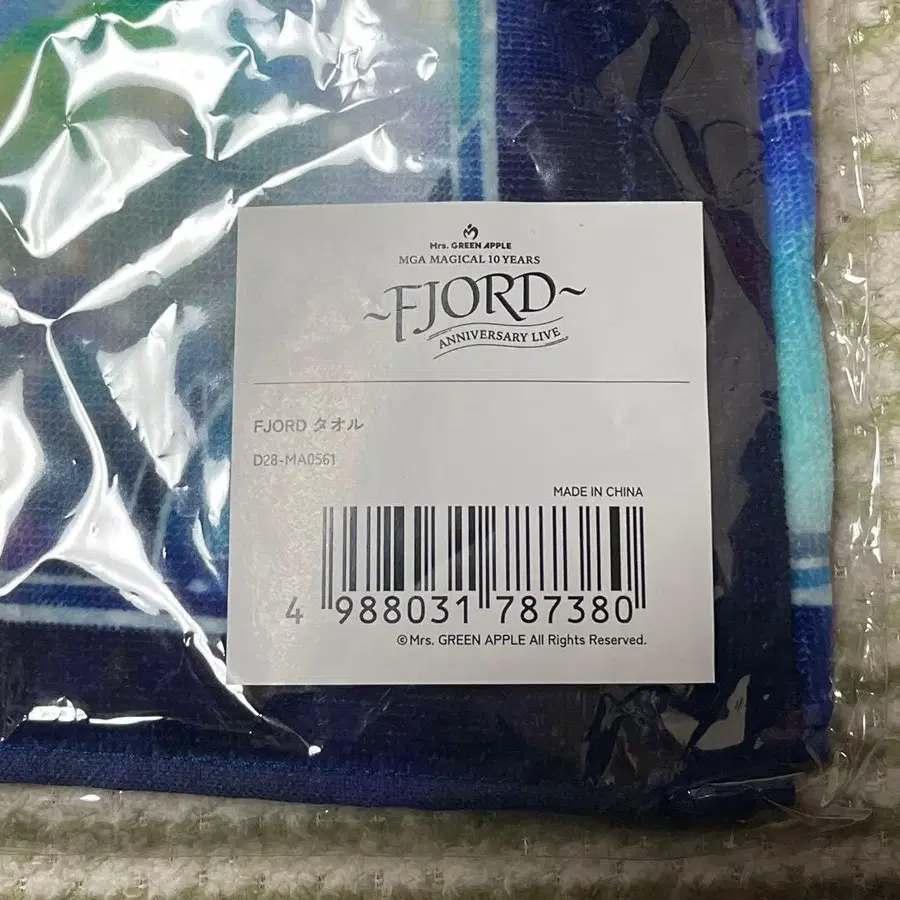 Mrs. GREEN APPLE
MGA MAGICAL 10 YEARS
~FJORD~
ANNIVERSARY LIVE
FJORD タオル
D28-MA0561
MADE IN CHINA
4 988031 787380
©Mrs. GREEN APPLE All Rights Reserved.